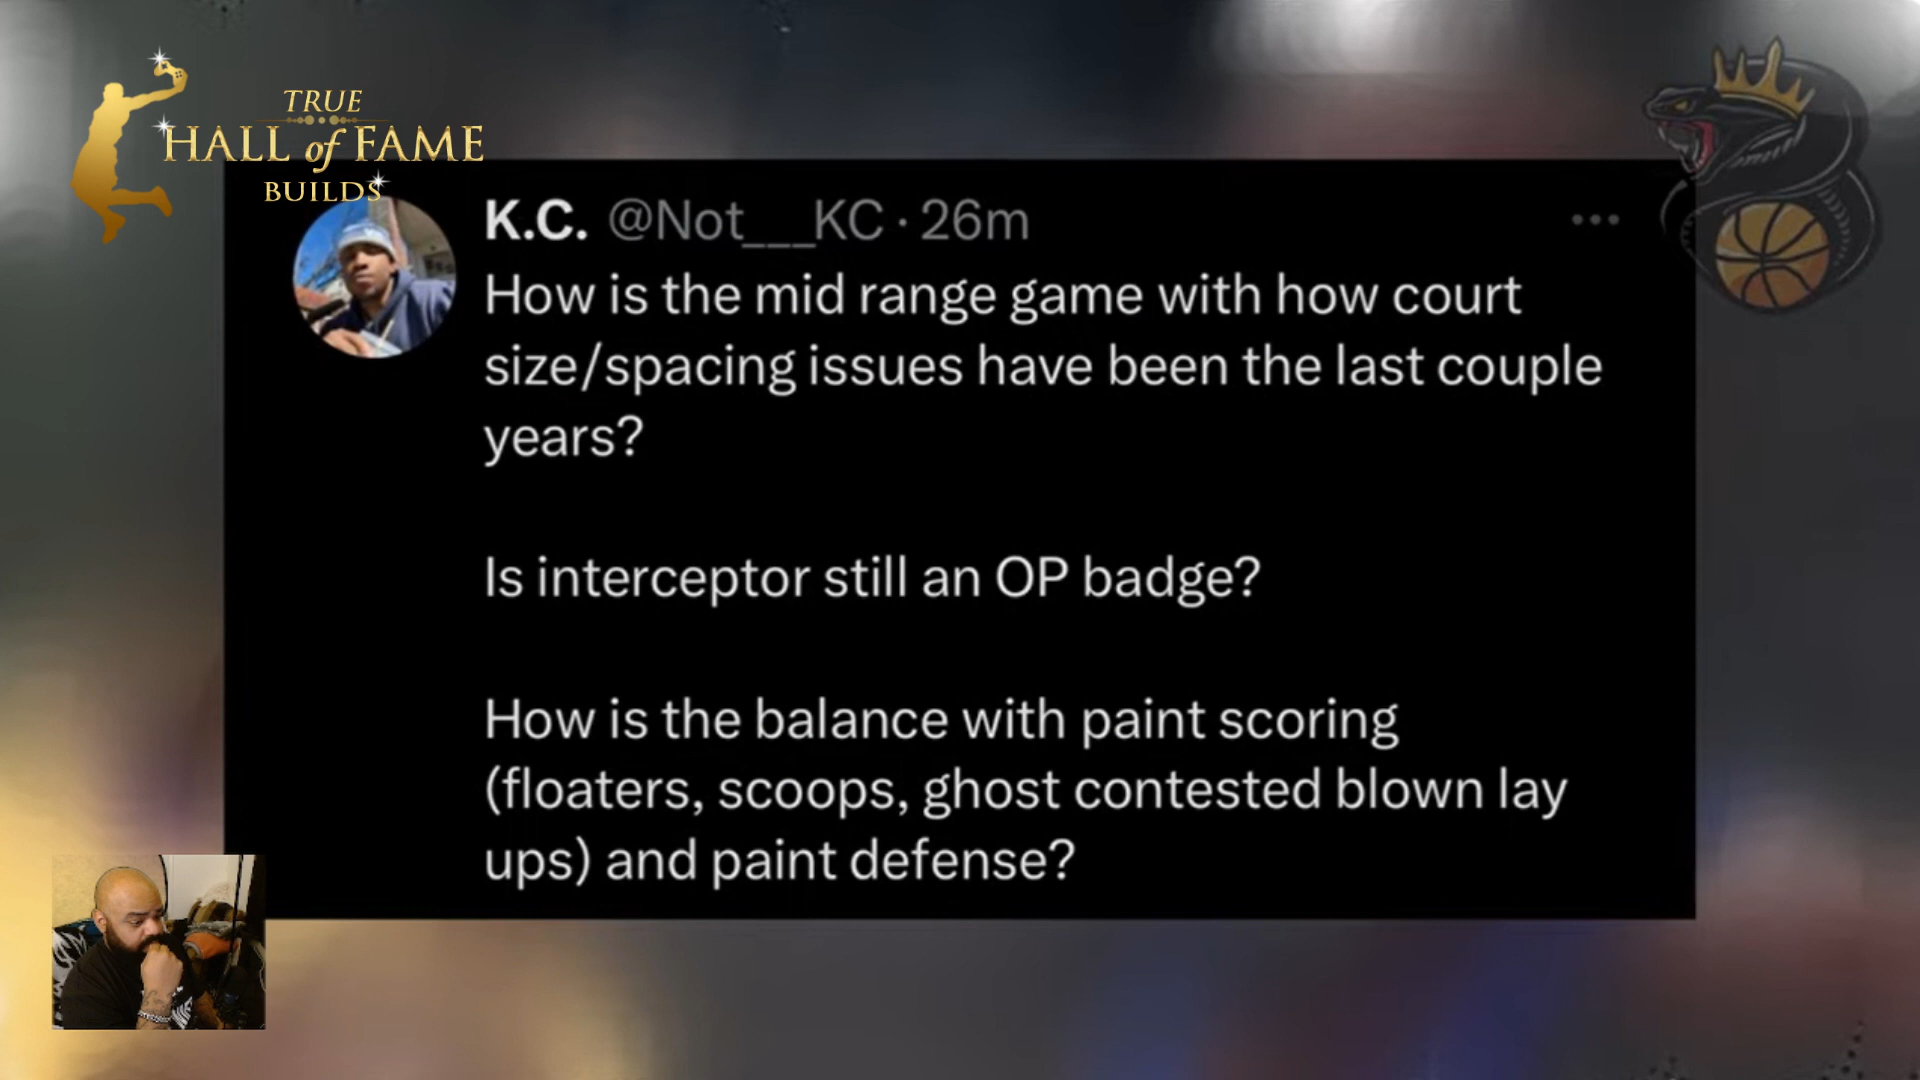 TRUE
HALL of FAME
BUILDS
K.C. @Not___KC · 26m
How is the mid range game with how court
size/spacing issues have been the last couple
years?
Is interceptor still an OP badge?
How is the balance with paint scoring
(floaters, scoops, ghost contested blown lay
ups) and paint defense?